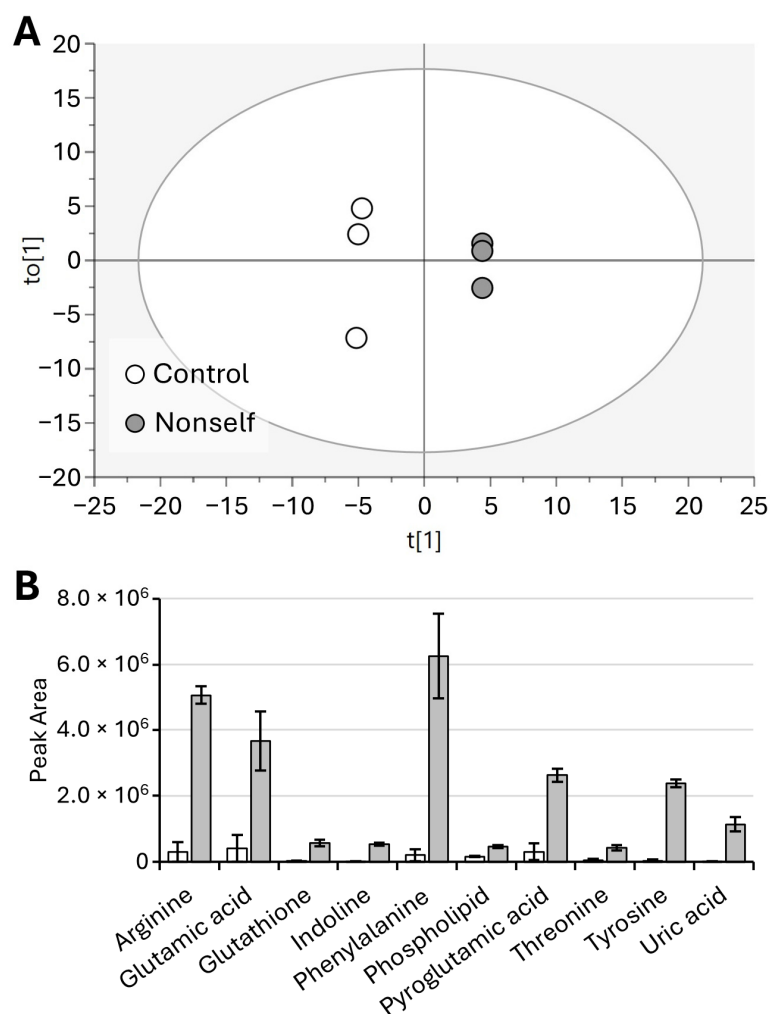 A
20
15
10
5
0
−5
−10
−15
−20
to[1]
Control
Nonself
−25 −20 −15 −10 −5 0 5 10 15 20 25
t[1]
B
8.0 × 10⁶
6.0 × 10⁶
4.0 × 10⁶
2.0 × 10⁶
0
Peak Area
Arginine
Glutamic acid
Glutathione
Indoline
Phenylalanine
Phospholipid
Pyroglutamic acid
Threonine
Tyrosine
Uric acid